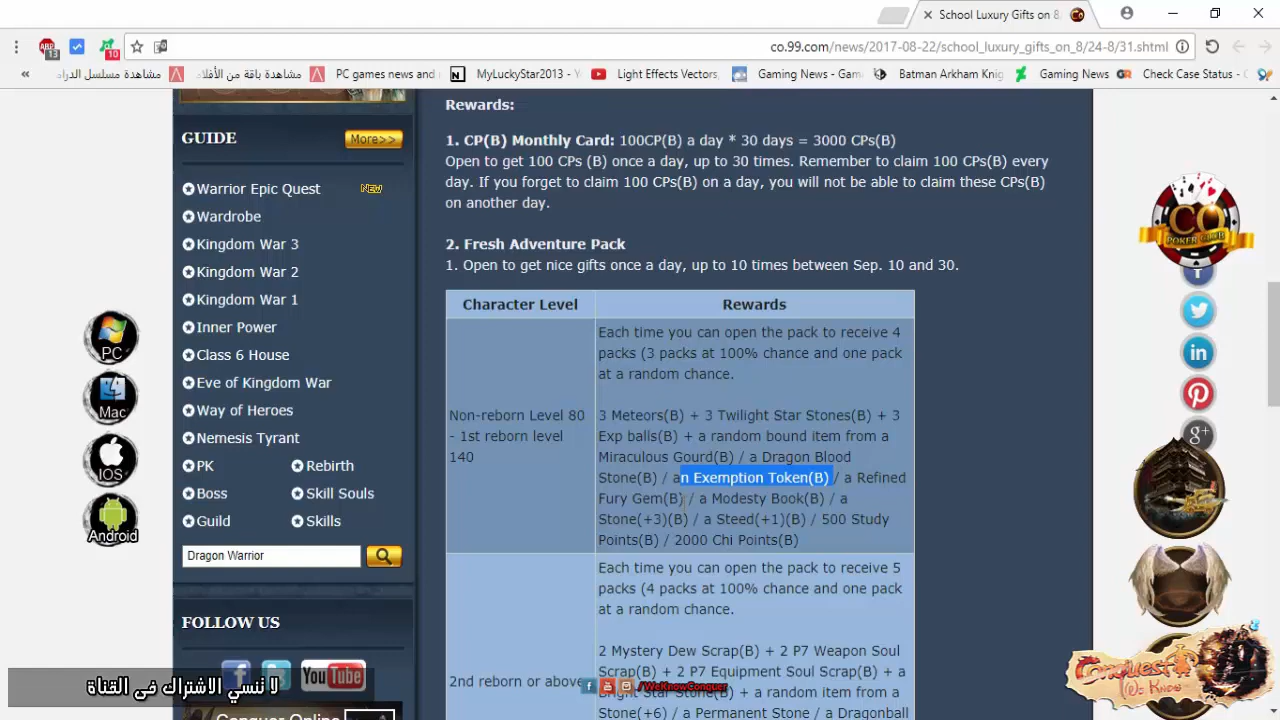 School Luxury Gifts on 8
co.99.com/news/2017-08-22/school_luxury_gifts_on_8/24-8/31.shtml
13
10
مشاهدة مسلسل الدراد
مشاهدة باقة من الأفلاد
PC games news and
MyLuckyStar2013 - Y
Light Effects Vectors,
Gaming News - Gam
Batman Arkham Knig
Gaming News
Check Case Status -
GUIDE
More>>
Warrior Epic Quest
NEW
Wardrobe
Kingdom War 3
Kingdom War 2
Kingdom War 1
Inner Power
Class 6 House
Eve of Kingdom War
Way of Heroes
Nemesis Tyrant
PK
Rebirth
Boss
Skill Souls
Guild
Skills
Dragon Warrior
FOLLOW US
You Tube
Conquer Online
PC
Mac
IOS
Android
Rewards:
1. CP(B) Monthly Card: 100CP(B) a day * 30 days = 3000 CPs(B)
Open to get 100 CPs (B) once a day, up to 30 times. Remember to claim 100 CPs(B) every
day. If you forget to claim 100 CPs(B) on a day, you will not be able to claim these CPs(B)
on another day.
2. Fresh Adventure Pack
1. Open to get nice gifts once a day, up to 10 times between Sep. 10 and 30.
Character Level
Rewards
Non-reborn Level 80
- 1st reborn level
140
Each time you can open the pack to receive 4
packs (3 packs at 100% chance and one pack
at a random chance.
3 Meteors(B) + 3 Twilight Star Stones(B) + 3
Exp balls(B) + a random bound item from a
Miraculous Gourd(B) / a Dragon Blood
Stone(B) / an Exemption Token(B) / a Refined
Fury Gem(B) / a Modesty Book(B) / a
Stone(+3)(B) / a Steed(+1)(B) / 500 Study
Points(B) / 2000 Chi Points(B)
2nd reborn or above
Each time you can open the pack to receive 5
packs (4 packs at 100% chance and one pack
at a random chance.
2 Mystery Dew Scrap(B) + 2 P7 Weapon Soul
Scrap(B) + 2 P7 Equipment Soul Scrap(B) + a
Bright Star Stone(B) + a random item from a
Stone(+6) / a Permanent Stone / a Dragonball
CO
POKER CLUB
Conquest
We Know
/WeKnowConquer
لا تنسي الاشتراك في القناة